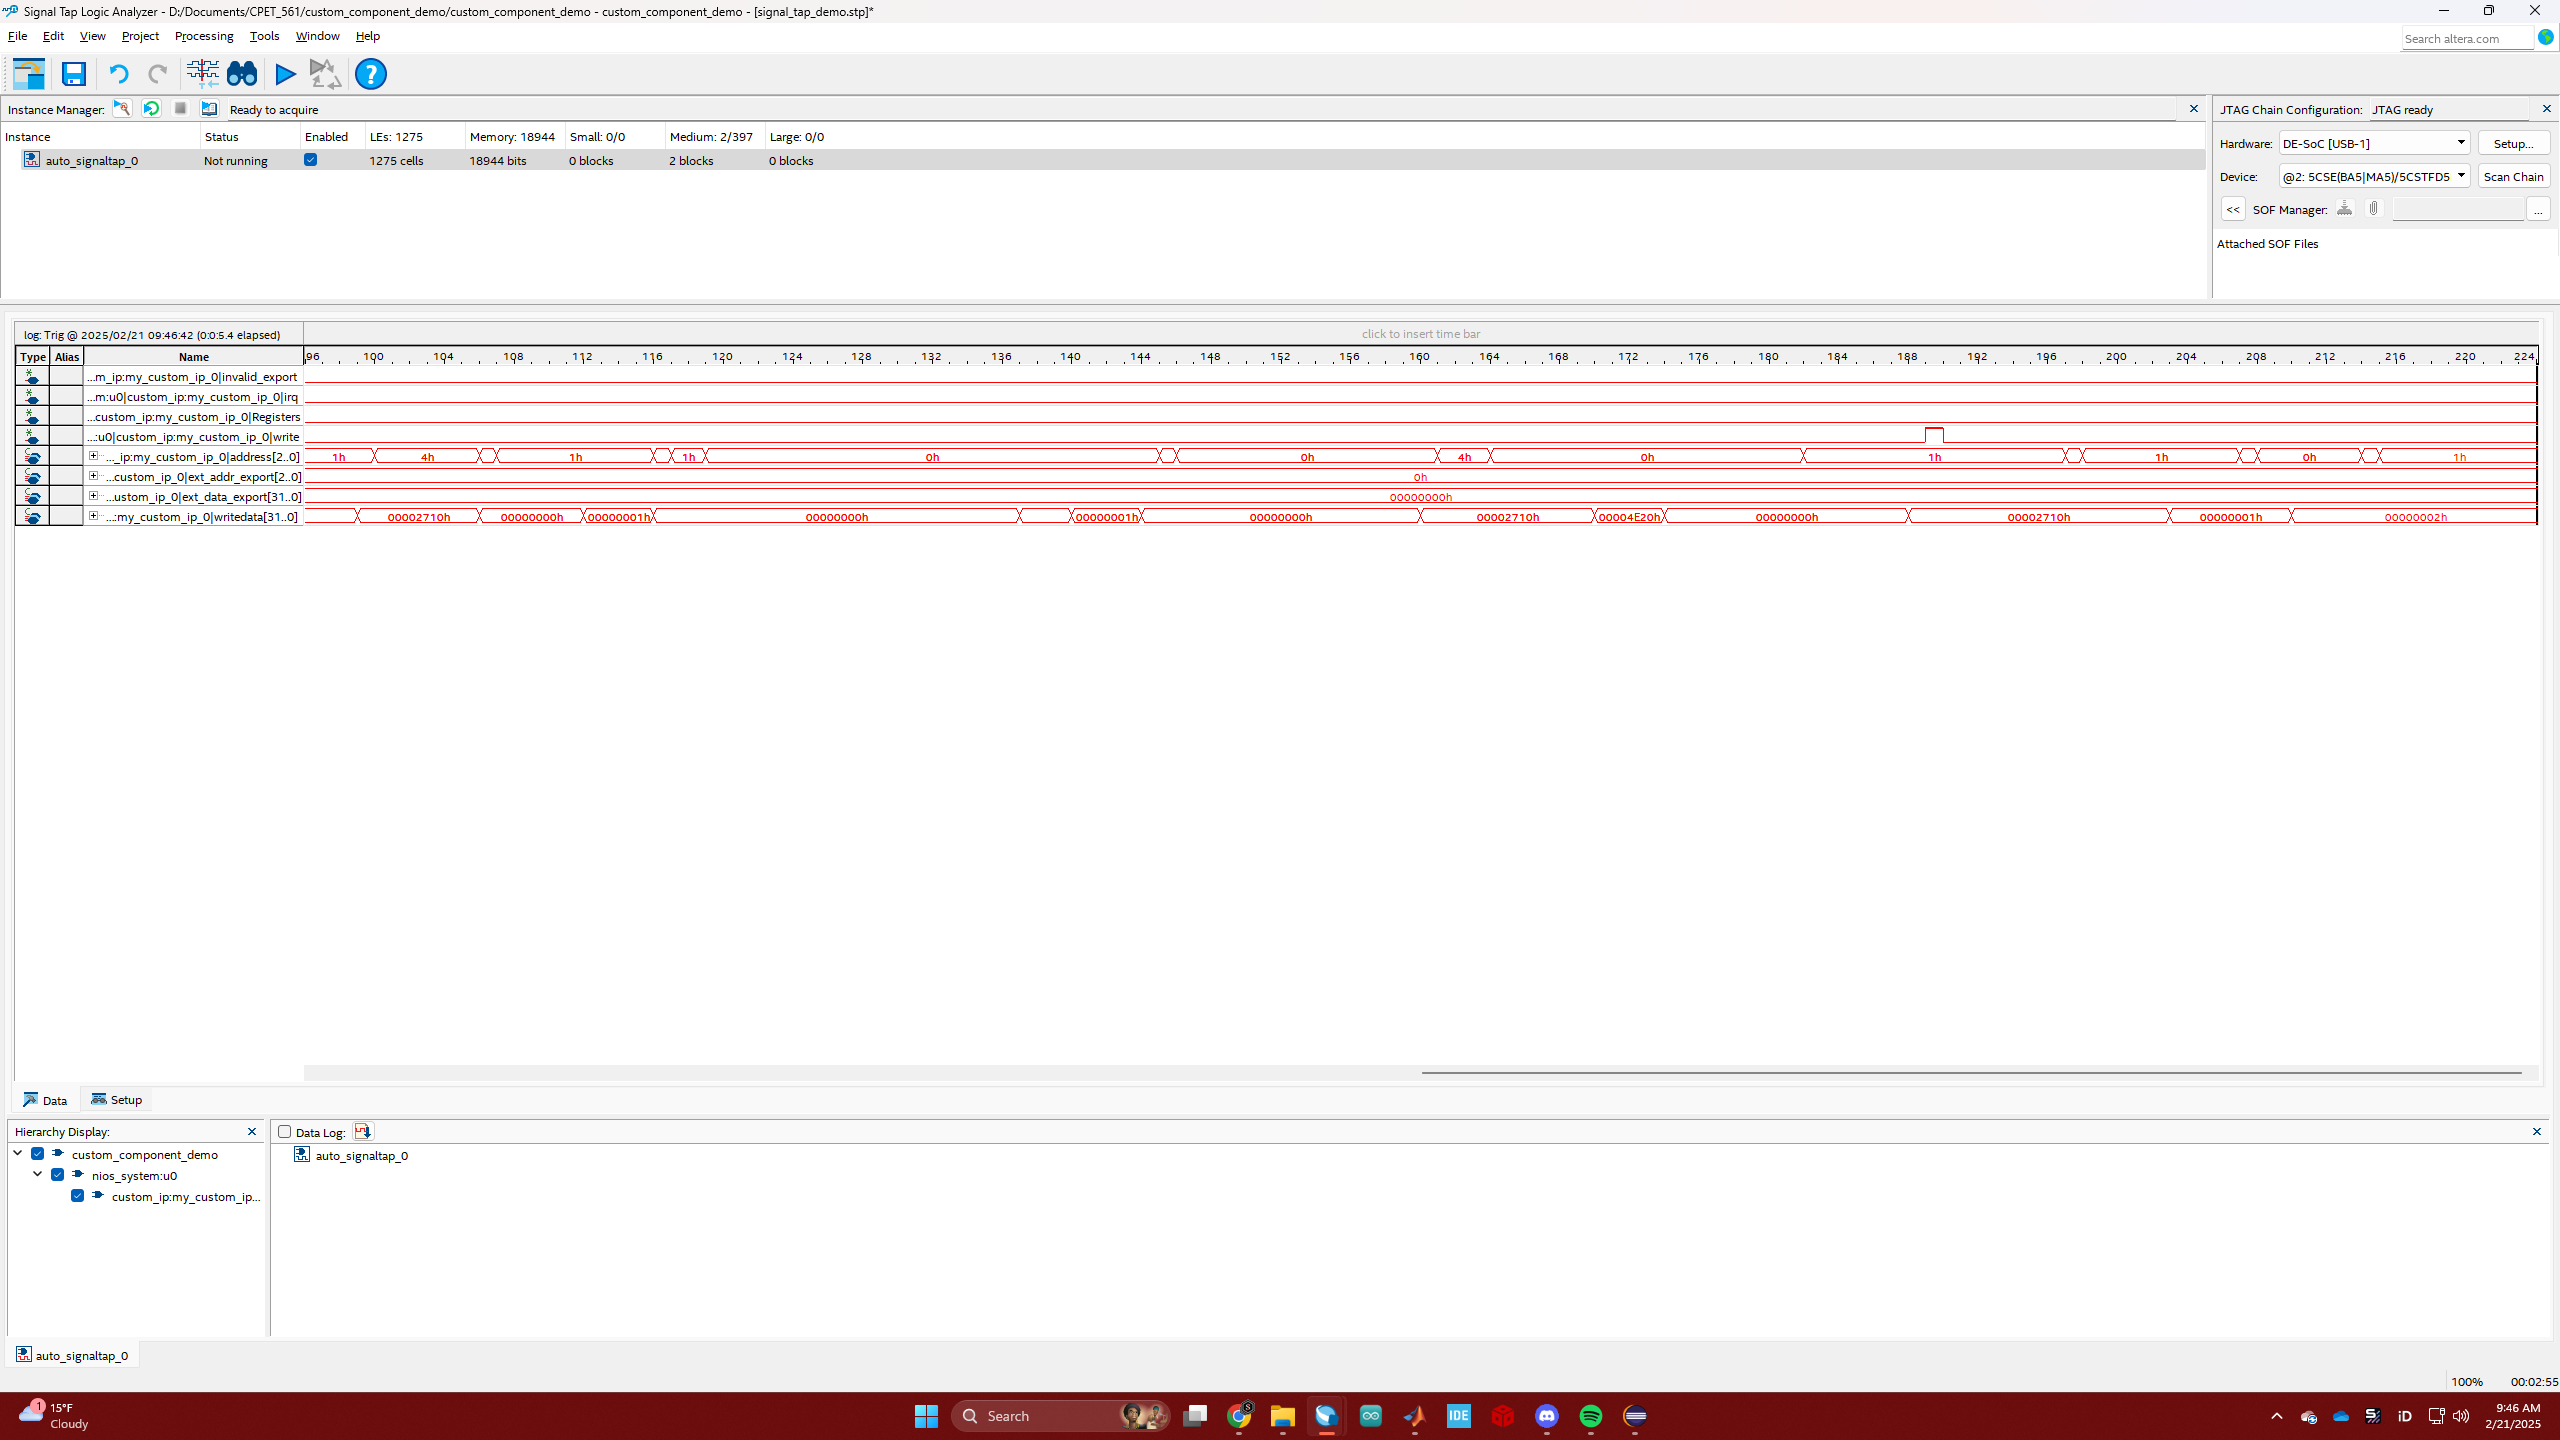 Signal Tap Logic Analyzer - D:/Documents/CPET_561/custom_component_demo/custom_component_demo - custom_component_demo - [signal_tap_demo.stp]*
File Edit View Project Processing Tools Window Help
Search altera.com
Instance Manager: Ready to acquire
JTAG Chain Configuration: JTAG ready
Instance Status Enabled LEs: 1275 Memory: 18944 Small: 0/0 Medium: 2/397 Large: 0/0
auto_signaltap_0 Not running 1275 cells 18944 bits 0 blocks 2 blocks 0 blocks
Hardware: DE-SoC [USB-1] Setup...
Device: @2: 5CSE(BA5|MA5)/5CSTFD5 Scan Chain
<< SOF Manager: ...
Attached SOF Files
log: Trig @ 2025/02/21 09:46:42 (0:0:5.4 elapsed) click to insert time bar
Type Alias Name 96 100 104 108 112 116 120 124 128 132 136 140 144 148 152 156 160 164 168 172 176 180 184 188 192 196 200 204 208 212 216 220 224
...m_ip:my_custom_ip_0|invalid_export
...m:u0|custom_ip:my_custom_ip_0|irq
...custom_ip:my_custom_ip_0|Registers
...:u0|custom_ip:my_custom_ip_0|write
..._ip:my_custom_ip_0|address[2..0] 1h 4h 1h 1h 0h 0h 4h 0h 1h 1h 0h 1h
...custom_ip_0|ext_addr_export[2..0] 0h
...ustom_ip_0|ext_data_export[31..0] 00000000h
...:my_custom_ip_0|writedata[31..0] 00002710h 00000000h 00000001h 00000000h 00000001h 00000000h 00002710h 00004E20h 00000000h 00002710h 00000001h 00000002h
Data Setup
Hierarchy Display:
custom_component_demo
nios_system:u0
custom_ip:my_custom_ip...
Data Log:
auto_signaltap_0
auto_signaltap_0
100% 00:02:55
1
15°F
Cloudy
Search
IDE
iD
9:46 AM
2/21/2025